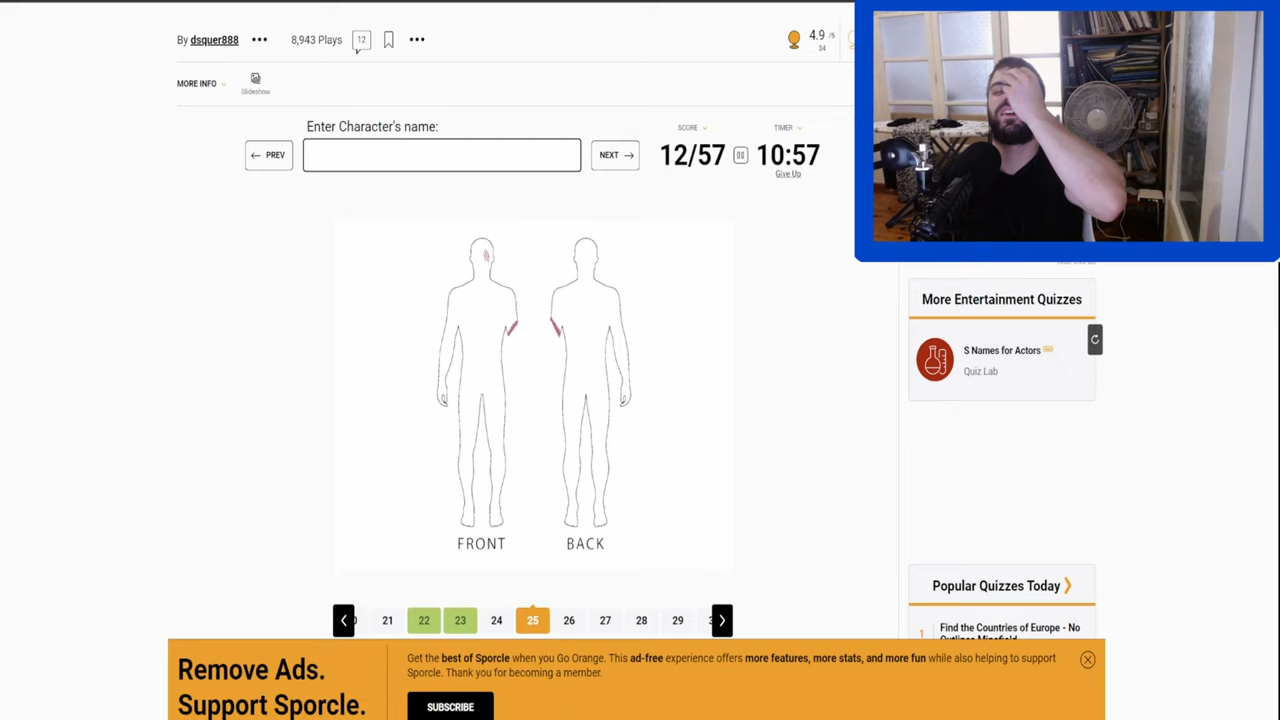 By dsquer888 ••• 8,943 Plays 12 •••
4.9 /5
34
MORE INFO
Slideshow
Enter Character's name:
← PREV
NEXT →
SCORE
12/57
TIMER
10:57
Give Up
FRONT
BACK
21 22 23 24 25 26 27 28 29
More Entertainment Quizzes
S Names for Actors
Quiz Lab
Popular Quizzes Today
1
Find the Countries of Europe - No
Remove Ads.
Support Sporcle.
Get the best of Sporcle when you Go Orange. This ad-free experience offers more features, more stats, and more fun while also helping to support
Sporcle. Thank you for becoming a member.
SUBSCRIBE